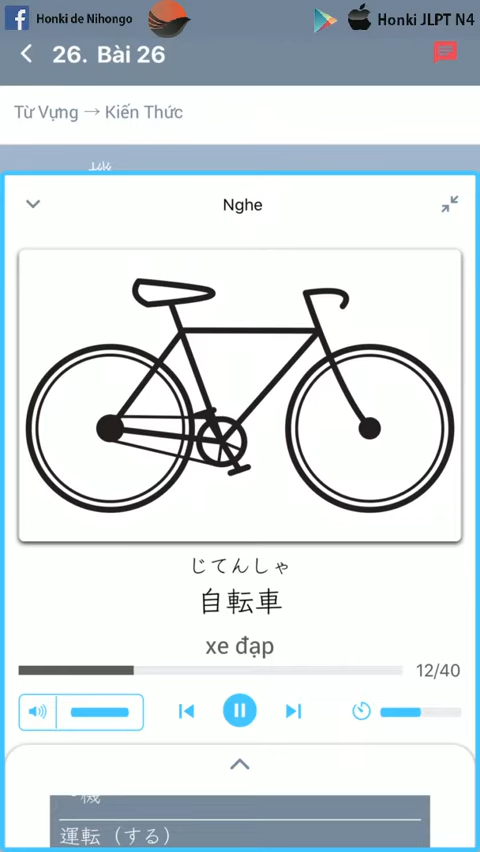 Honki de Nihongo
Honki JLPT N4
26. Bài 26
Từ Vựng → Kiến Thức
Nghe
じてんしゃ
自転車
xe đạp
12/40
運転（する）